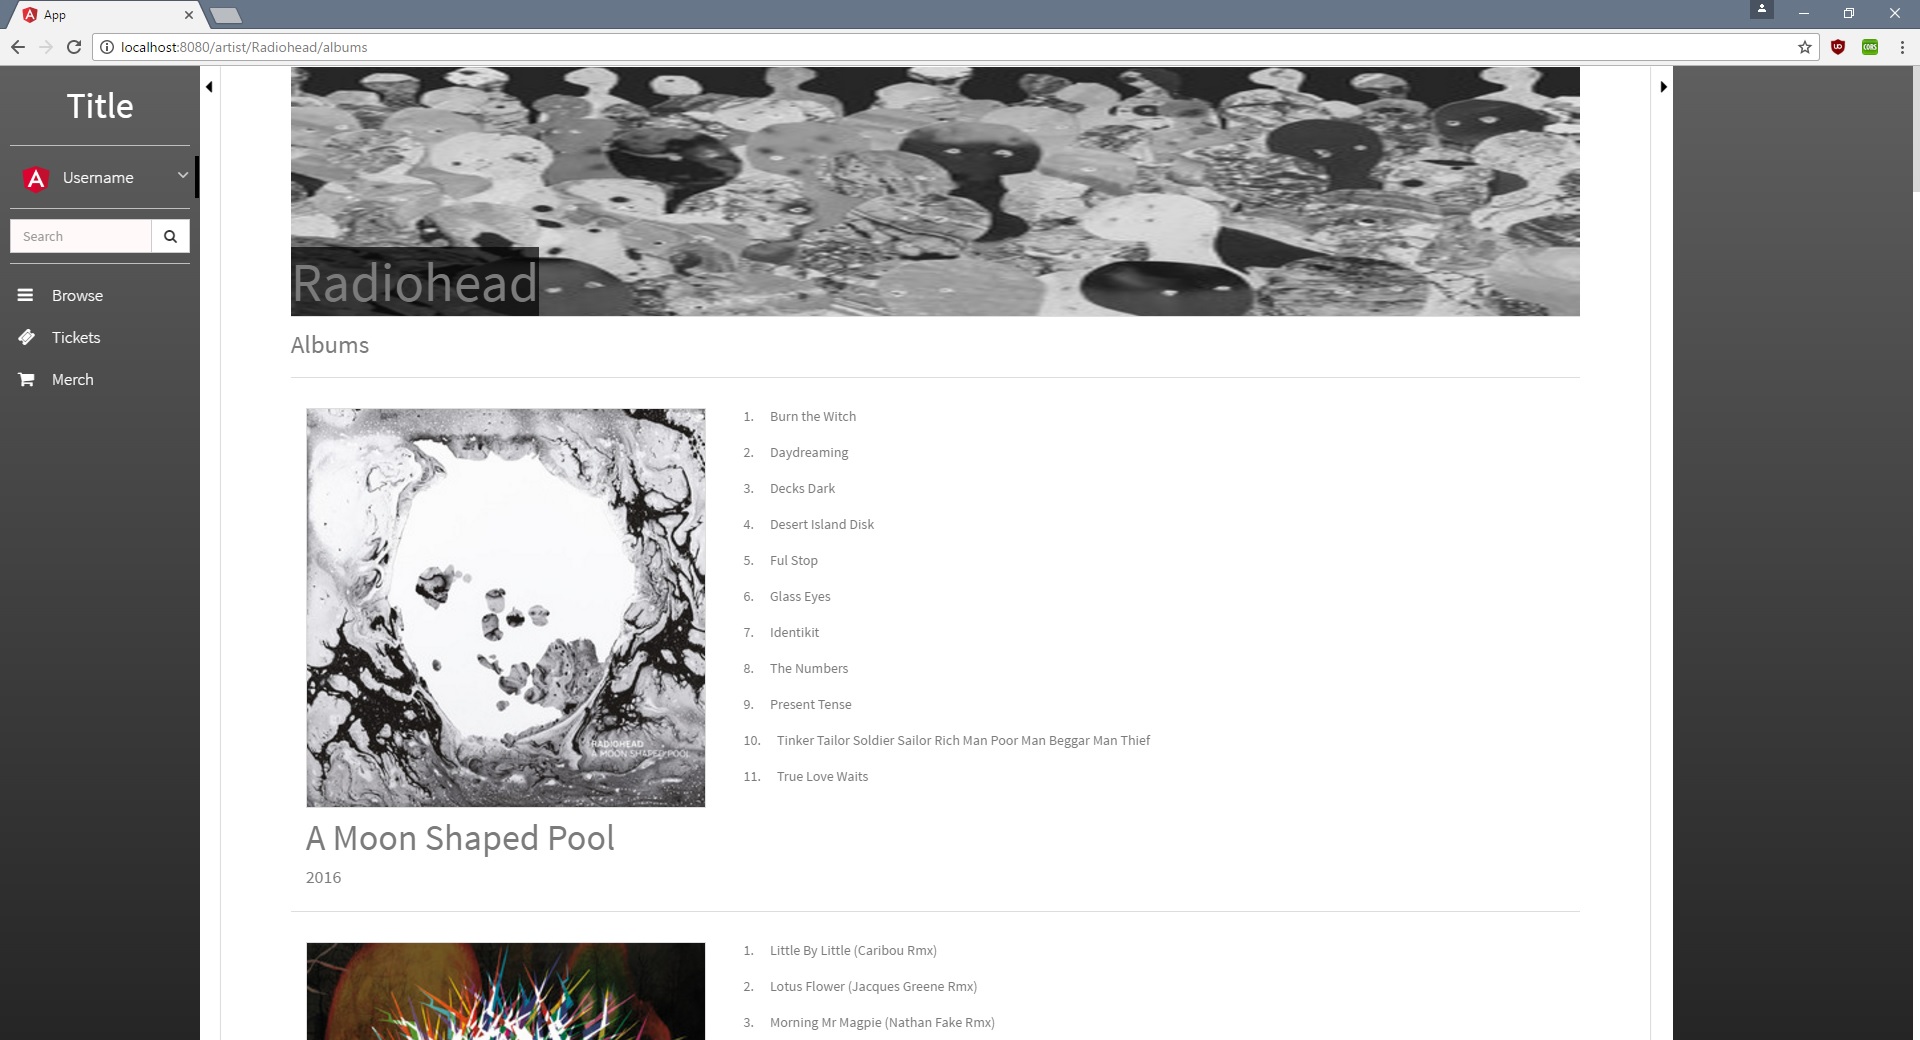 App
localhost:8080/artist/Radiohead/albums
CORS
Title
Username
Search
Browse
Tickets
Merch
Radiohead
Albums
RADIOHEAD
A MOON SHAPED POOL
A Moon Shaped Pool
2016
1. Burn the Witch
2. Daydreaming
3. Decks Dark
4. Desert Island Disk
5. Ful Stop
6. Glass Eyes
7. Identikit
8. The Numbers
9. Present Tense
10. Tinker Tailor Soldier Sailor Rich Man Poor Man Beggar Man Thief
11. True Love Waits
1. Little By Little (Caribou Rmx)
2. Lotus Flower (Jacques Greene Rmx)
3. Morning Mr Magpie (Nathan Fake Rmx)